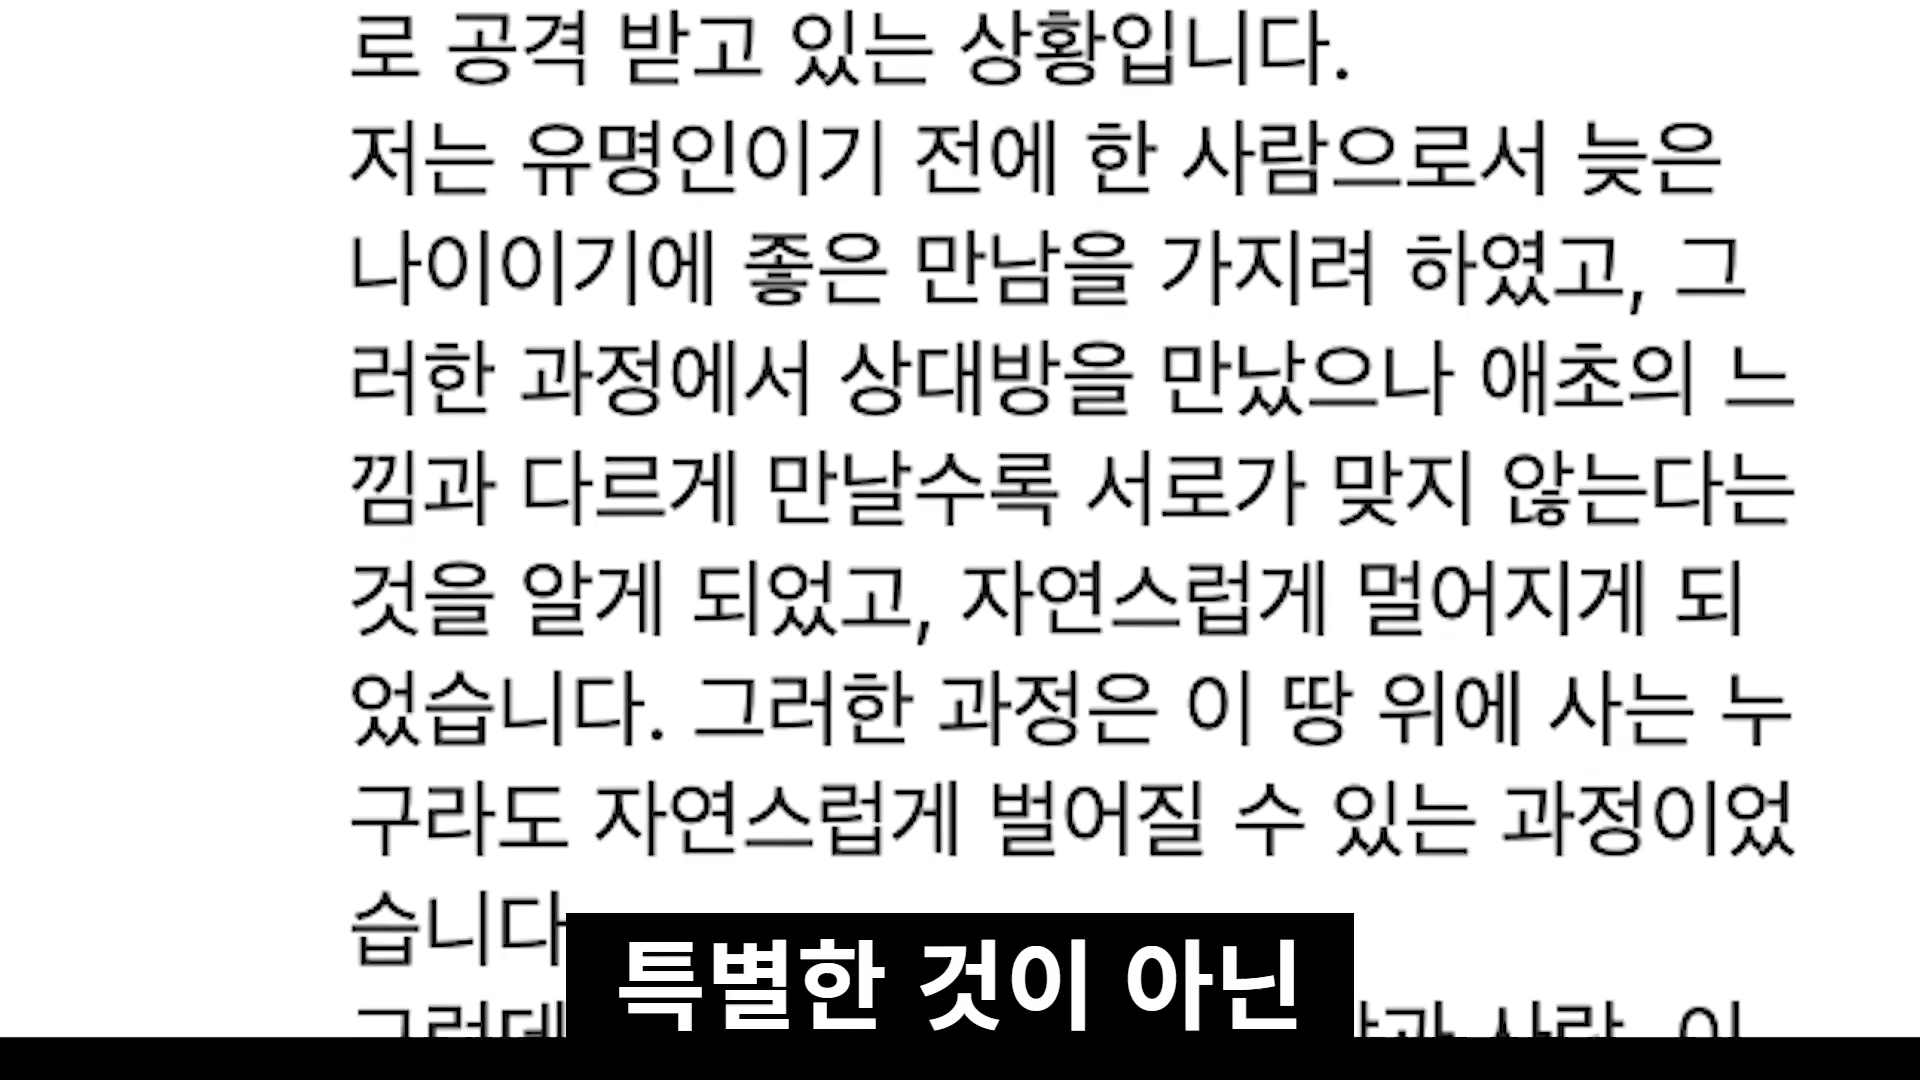 로 공격 받고 있는 상황입니다.
저는 유명인이기 전에 한 사람으로서 늦은
나이이기에 좋은 만남을 가지려 하였고, 그
러한 과정에서 상대방을 만났으나 애초의 느
낌과 다르게 만날수록 서로가 맞지 않는다는
것을 알게 되었고, 자연스럽게 멀어지게 되
었습니다. 그러한 과정은 이 땅 위에 사는 누
구라도 자연스럽게 벌어질 수 있는 과정이었
습니다
특별한 것이 아닌